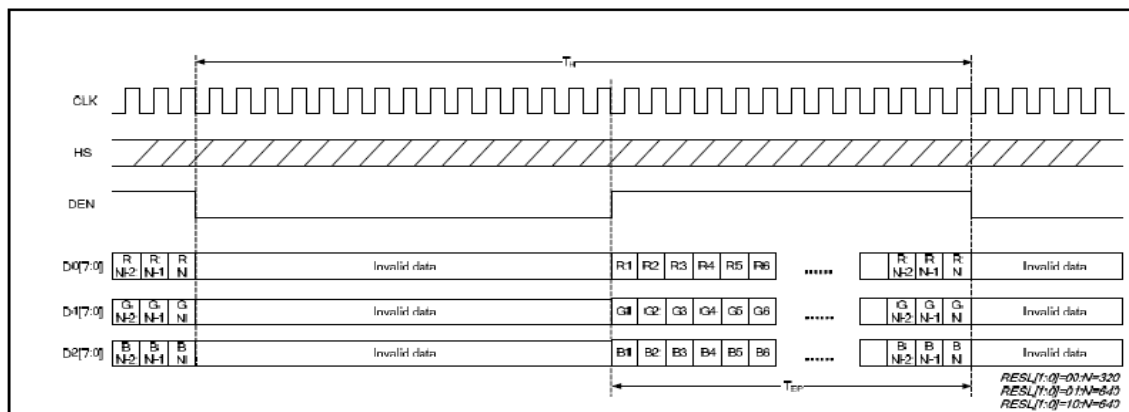 TH
CLK
HS
DEN
D0[7:0] R N-2 R N-1 R N Invalid data R1 R2 R3 R4 R5 R6 ...... R N-2 R N-1 R N Invalid data
D1[7:0] G N-2 G N-1 G N Invalid data G1 G2 G3 G4 G5 G6 ...... G N-2 G N-1 G N Invalid data
D2[7:0] B N-2 B N-1 B N Invalid data B1 B2 B3 B4 B5 B6 ...... B N-2 B N-1 B N Invalid data
TEP
RESL[1:0]=00:N=320
RESL[1:0]=01:N=640
RESL[1:0]=10:N=640